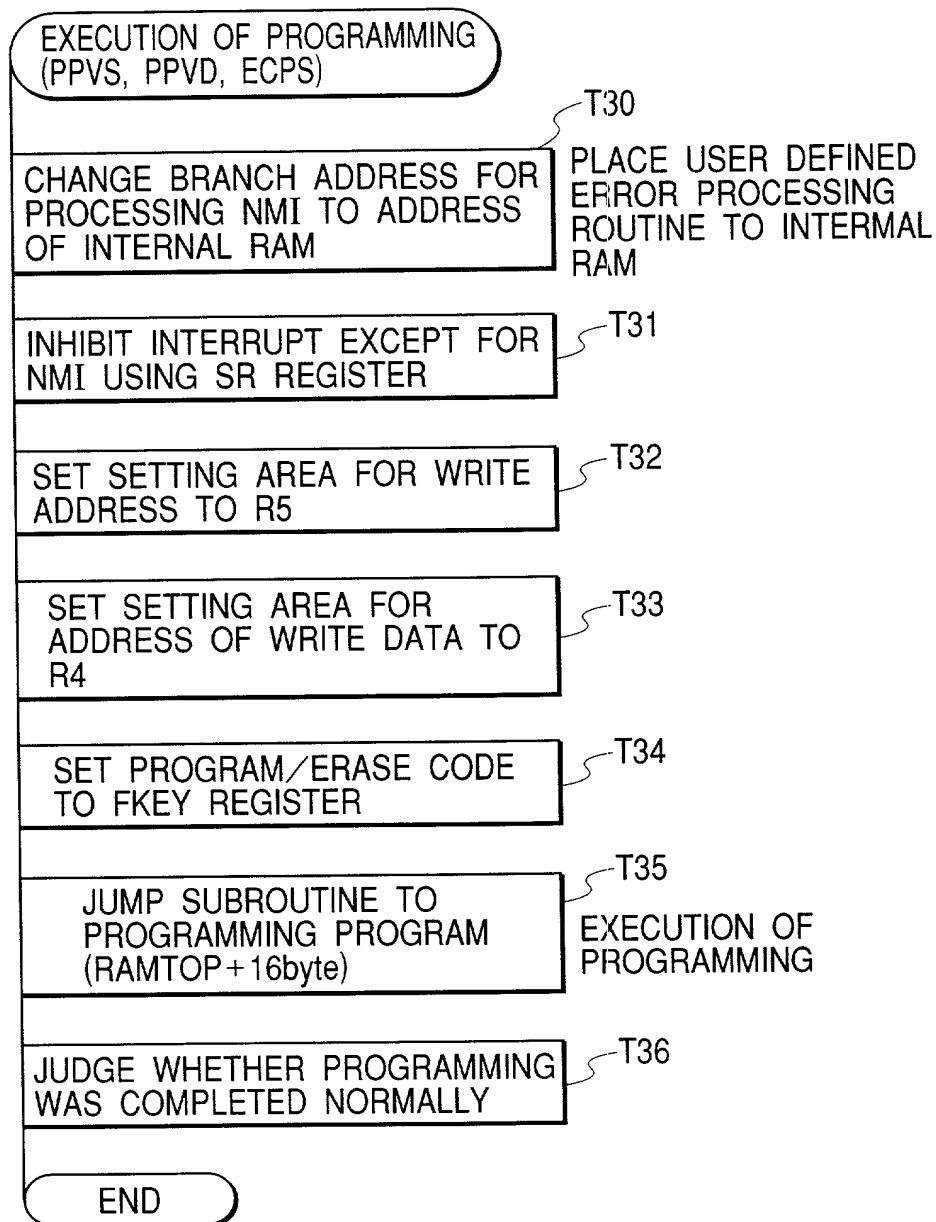 EXECUTION OF PROGRAMMING
(PPVS, PPVD, ECPS)
T30
CHANGE BRANCH ADDRESS FOR
PROCESSING NMI TO ADDRESS
OF INTERNAL RAM
PLACE USER DEFINED
ERROR PROCESSING
ROUTINE TO INTERMAL
RAM
T31
INHIBIT INTERRUPT EXCEPT FOR
NMI USING SR REGISTER
T32
SET SETTING AREA FOR WRITE
ADDRESS TO R5
T33
SET SETTING AREA FOR
ADDRESS OF WRITE DATA TO
R4
T34
SET PROGRAM/ERASE CODE
TO FKEY REGISTER
T35
JUMP SUBROUTINE TO
PROGRAMMING PROGRAM
(RAMTOP+16byte)
EXECUTION OF
PROGRAMMING
T36
JUDGE WHETHER PROGRAMMING
WAS COMPLETED NORMALLY
END